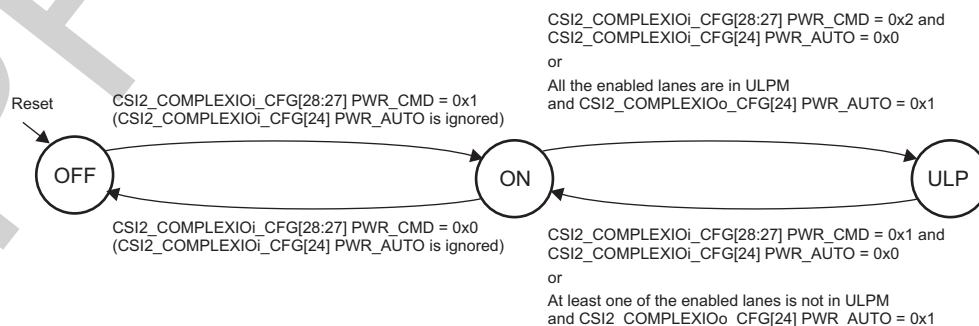 CSI2_COMPLEXIOi_CFG[28:27] PWR_CMD = 0x2 and
CSI2_COMPLEXIOi_CFG[24] PWR_AUTO = 0x0
or
All the enabled lanes are in ULPM
and CSI2_COMPLEXIOo_CFG[24] PWR_AUTO = 0x1
Reset
CSI2_COMPLEXIOi_CFG[28:27] PWR_CMD = 0x1
(CSI2_COMPLEXIOi_CFG[24] PWR_AUTO is ignored)
OFF
ON
ULP
CSI2_COMPLEXIOi_CFG[28:27] PWR_CMD = 0x0
(CSI2_COMPLEXIOi_CFG[24] PWR_AUTO is ignored)
CSI2_COMPLEXIOi_CFG[28:27] PWR_CMD = 0x1 and
CSI2_COMPLEXIOi_CFG[24] PWR_AUTO = 0x0
or
At least one of the enabled lanes is not in ULPM
and CSI2_COMPLEXIOo_CFG[24] PWR_AUTO = 0x1